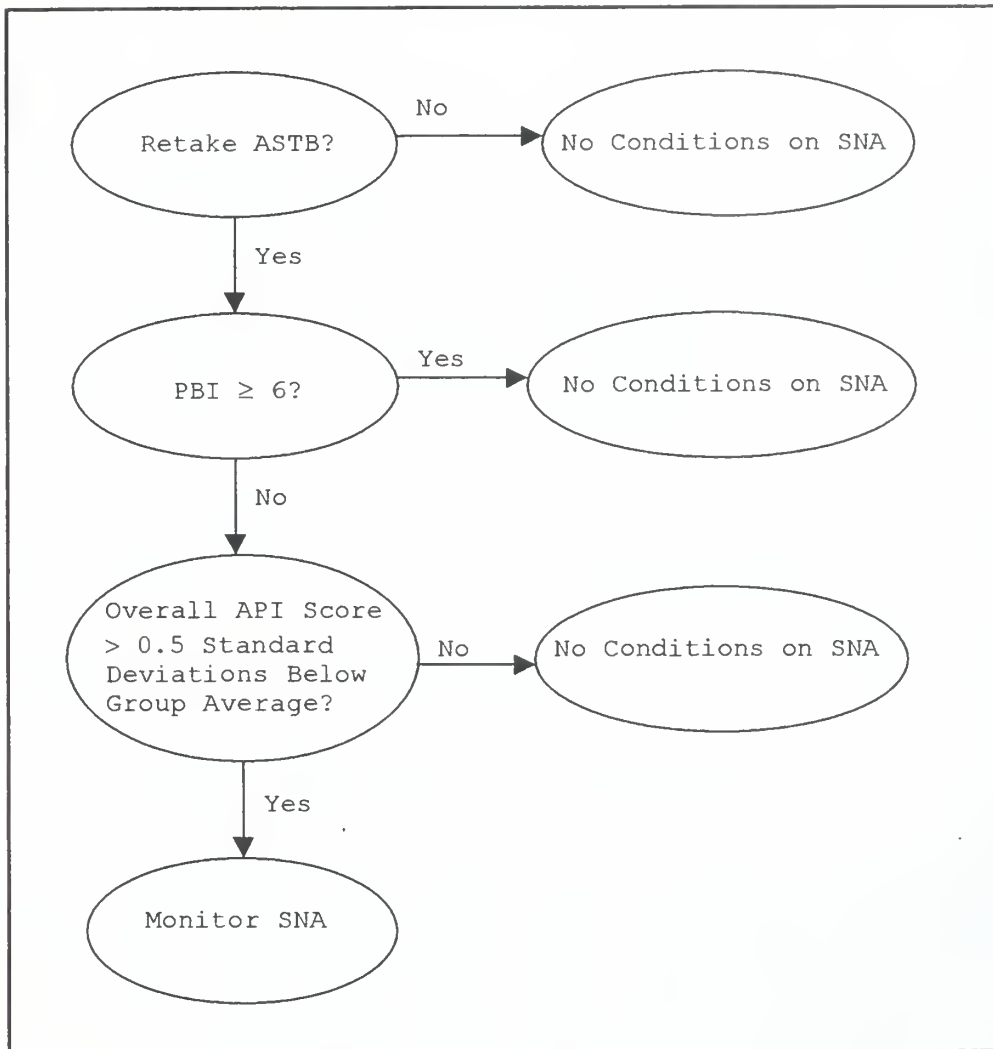 Retake ASTB?
No
No Conditions on SNA
Yes
PBI ≥ 6?
Yes
No Conditions on SNA
No
Overall API Score
> 0.5 Standard
Deviations Below
Group Average?
No
No Conditions on SNA
Yes
Monitor SNA